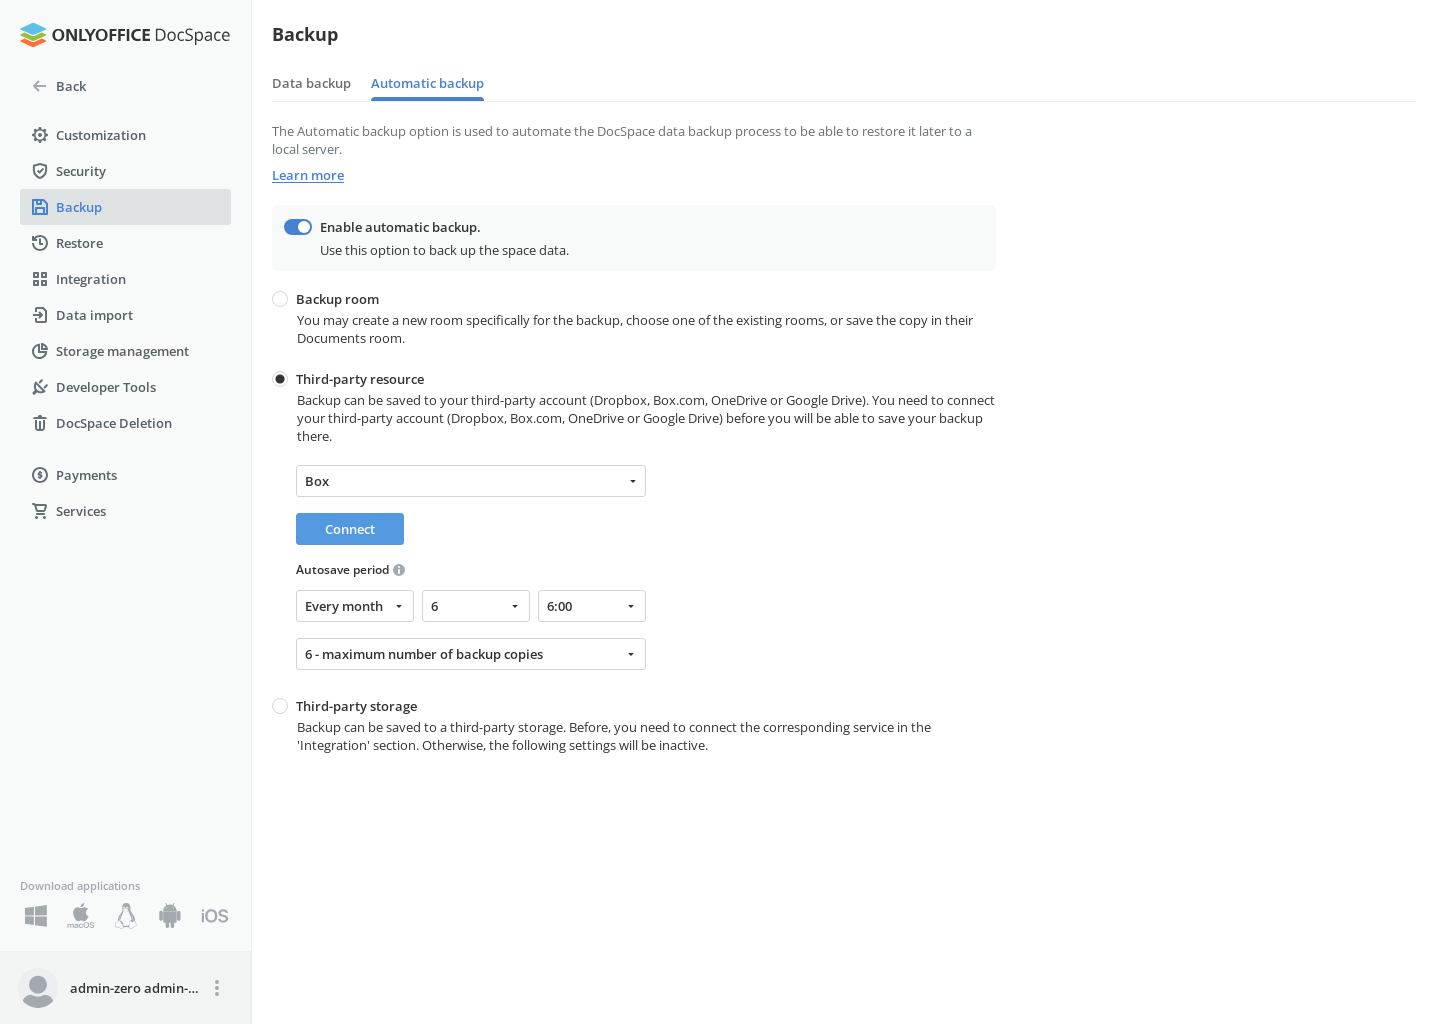 ONLYOFFICE DocSpace
Back
Customization
Security
Backup
Restore
Integration
Data import
Storage management
Developer Tools
DocSpace Deletion
Payments
Services
Download applications
macOS
iOS
admin-zero admin-...
Backup
Data backup
Automatic backup
The Automatic backup option is used to automate the DocSpace data backup process to be able to restore it later to a
local server.
Learn more
Enable automatic backup.
Use this option to back up the space data.
Backup room
You may create a new room specifically for the backup, choose one of the existing rooms, or save the copy in their
Documents room.
Third-party resource
Backup can be saved to your third-party account (Dropbox, Box.com, OneDrive or Google Drive). You need to connect
your third-party account (Dropbox, Box.com, OneDrive or Google Drive) before you will be able to save your backup
there.
Box
Connect
Autosave period
Every month
6
6:00
6 - maximum number of backup copies
Third-party storage
Backup can be saved to a third-party storage. Before, you need to connect the corresponding service in the
'Integration' section. Otherwise, the following settings will be inactive.